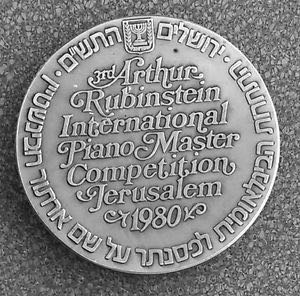 3rd Arthur
Rubinstein
International
Piano Master
Competition
Jerusalem
1980
לפסנתר על שם ארתור
ירושלים · התש״ם